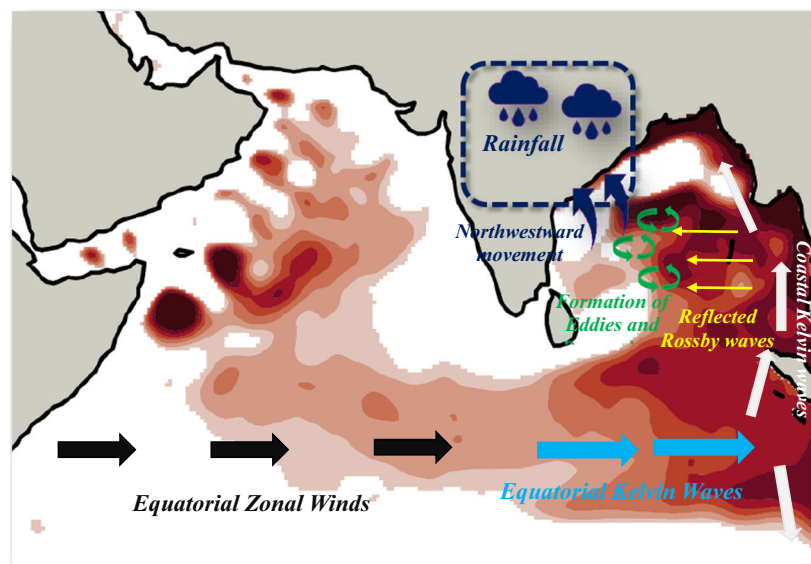 Rainfall
Northwestward
movement
Formation of
Eddies and
Reflected
Rossby waves
Coastal Kelvin waves
Equatorial Zonal Winds
Equatorial Kelvin Waves